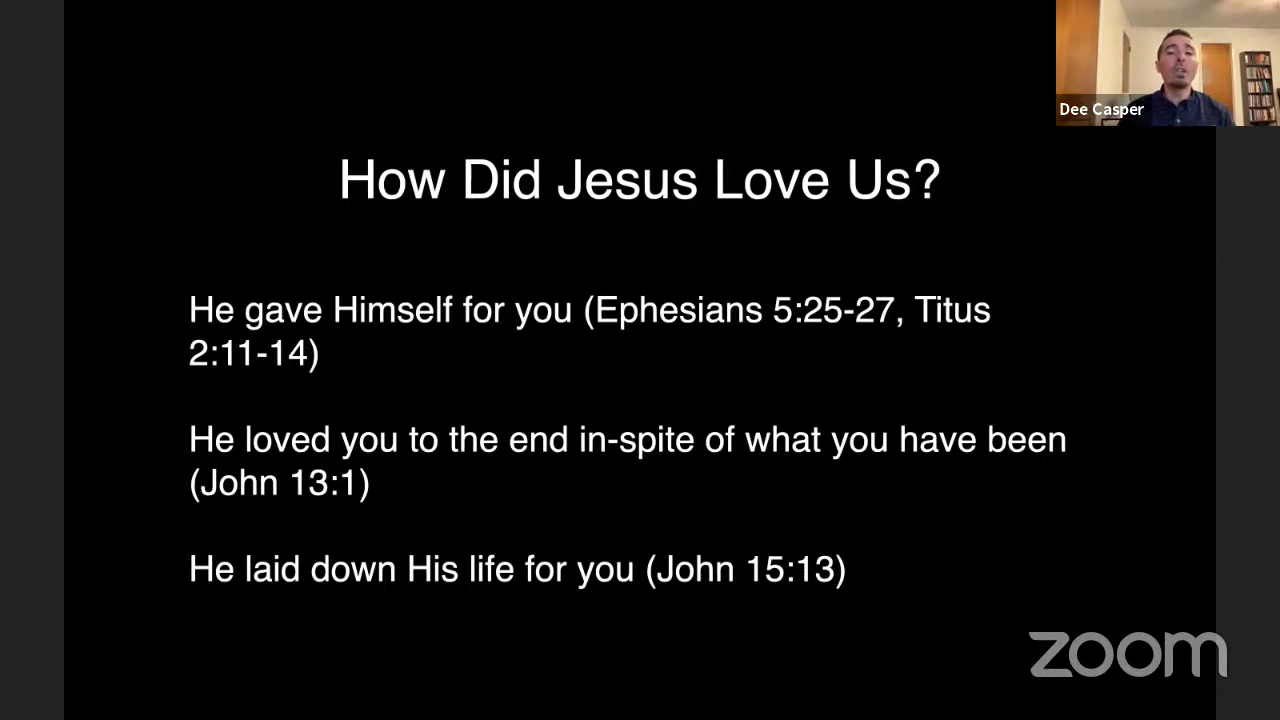 Dee Casper
How Did Jesus Love Us?
He gave Himself for you (Ephesians 5:25-27, Titus
2:11-14)
He loved you to the end in-spite of what you have been
(John 13:1)
He laid down His life for you (John 15:13)
zoom